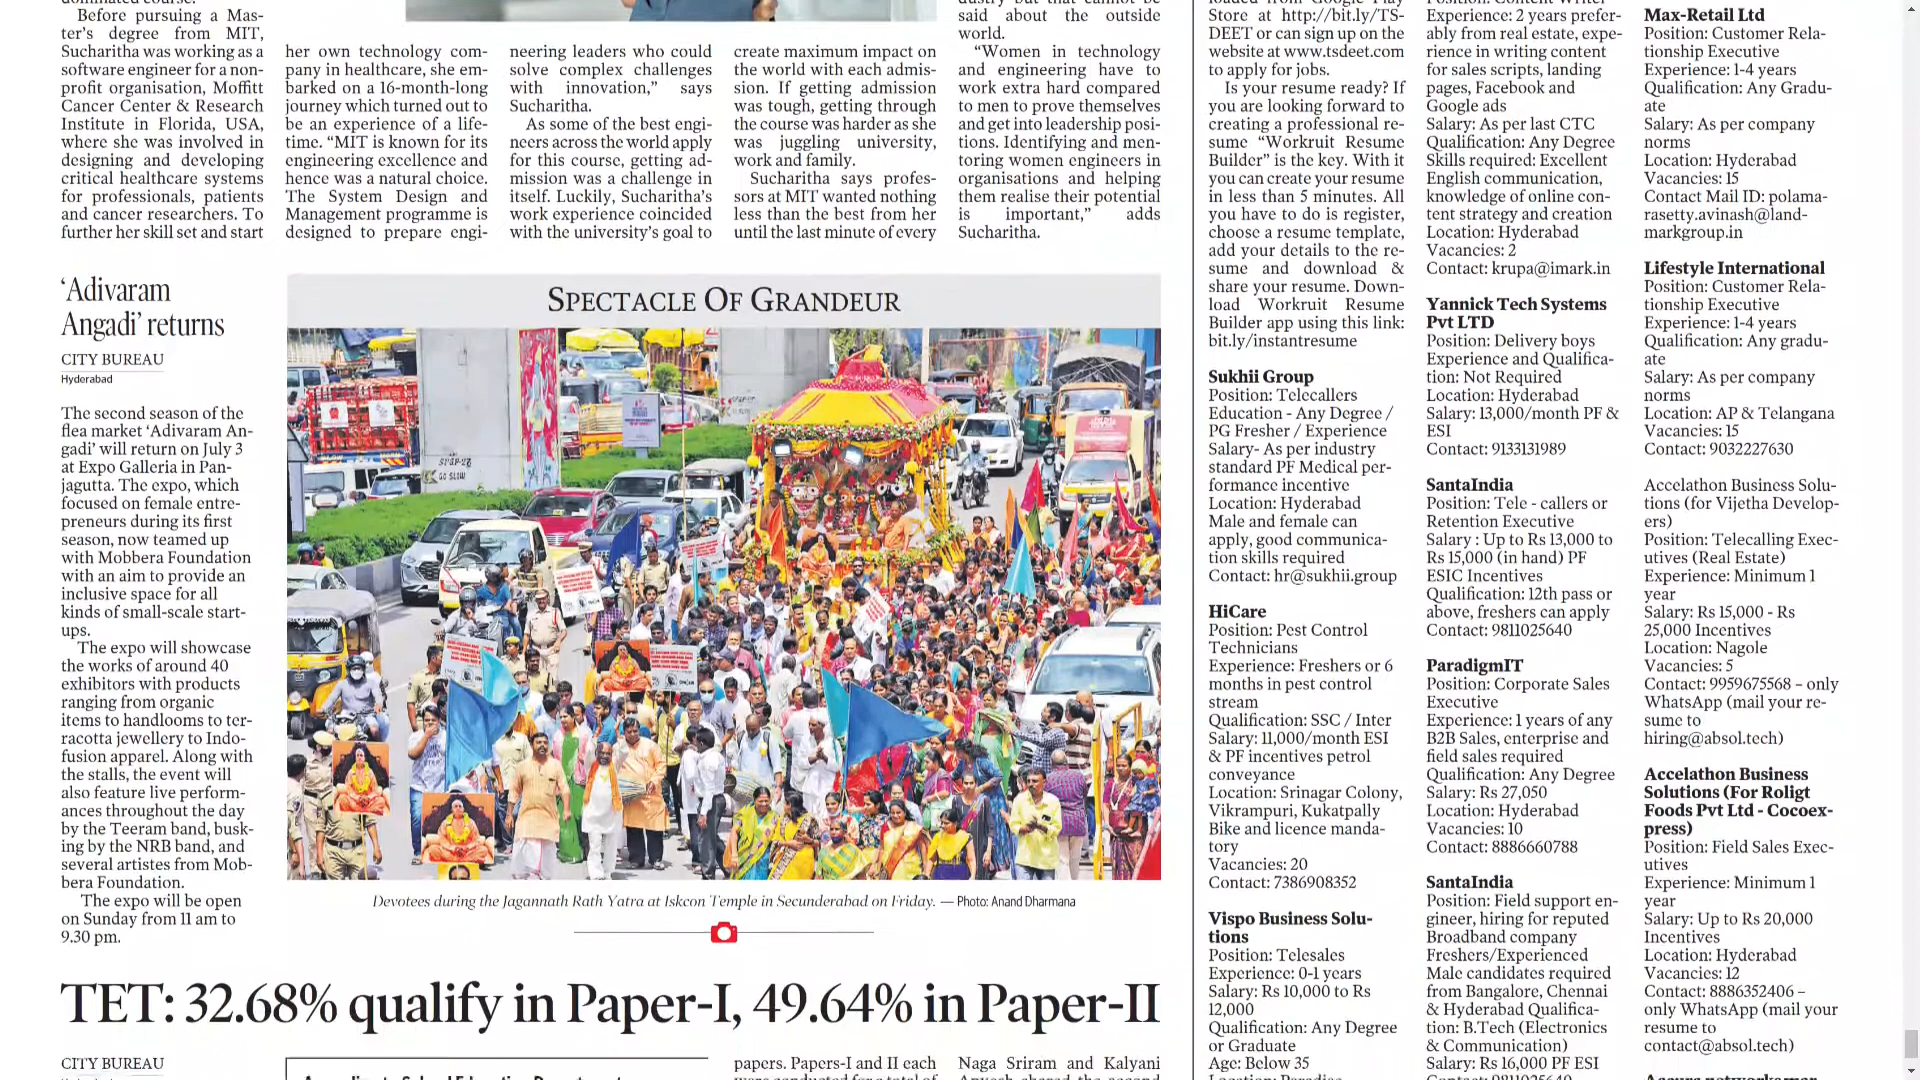 dominated course.
Before pursuing a Mas-
ter's degree from MIT,
Sucharitha was working as a
software engineer for a non-
profit organisation, Moffitt
Cancer Center & Research
Institute in Florida, USA,
where she was involved in
designing and developing
critical healthcare systems
for professionals, patients
and cancer researchers. To
further her skill set and start
her own technology com-
pany in healthcare, she em-
barked on a 16-month-long
journey which turned out to
be an experience of a life-
time. “MIT is known for its
engineering excellence and
hence was a natural choice.
The System Design and
Management programme is
designed to prepare engi-
neering leaders who could
solve complex challenges
with innovation,” says
Sucharitha.
As some of the best engi-
neers across the world apply
for this course, getting ad-
mission was a challenge in
itself. Luckily, Sucharitha's
work experience coincided
with the university's goal to
create maximum impact on
the world with each admis-
sion. If getting admission
was tough, getting through
the course was harder as she
was juggling university,
work and family.
Sucharitha says profes-
sors at MIT wanted nothing
less than the best from her
until the last minute of every
dustry but that cannot be
said about the outside
world.
“Women in technology
and engineering have to
work extra hard compared
to men to prove themselves
and get into leadership posi-
tions. Identifying and men-
toring women engineers in
organisations and helping
them realise their potential
is important,” adds
Sucharitha.
‘Adivaram
Angadi’ returns
CITY BUREAU
Hyderabad
The second season of the
flea market ‘Adivaram An-
gadi’ will return on July 3
at Expo Galleria in Pan-
jagutta. The expo, which
focused on female entre-
preneurs during its first
season, now teamed up
with Mobbera Foundation
with an aim to provide an
inclusive space for all
kinds of small-scale start-
ups.
The expo will showcase
the works of around 40
exhibitors with products
ranging from organic
items to handlooms to ter-
racotta jewellery to Indo-
fusion apparel. Along with
the stalls, the event will
also feature live perform-
ances throughout the day
by the Teeram band, busk-
ing by the NRB band, and
several artistes from Mob-
bera Foundation.
The expo will be open
on Sunday from 11 am to
9.30 pm.
SPECTACLE OF GRANDEUR
GO SLOW
Devotees during the Jagannath Rath Yatra at Iskcon Temple in Secunderabad on Friday. — Photo: Anand Dharmana
TET: 32.68% qualify in Paper-I, 49.64% in Paper-II
CITY BUREAU
papers. Papers-I and II each
Naga Sriram and Kalyani
loaded from Google Play
Store at http://bit.ly/TS-
DEET or can sign up on the
website at www.tsdeet.com
to apply for jobs.
Is your resume ready? If
you are looking forward to
creating a professional re-
sume “Workruit Resume
Builder” is the key. With it
you can create your resume
in less than 5 minutes. All
you have to do is register,
choose a resume template,
add your details to the re-
sume and download &
share your resume. Down-
load Workruit Resume
Builder app using this link:
bit.ly/instantresume
Sukhii Group
Position: Telecallers
Education - Any Degree /
PG Fresher / Experience
Salary- As per industry
standard PF Medical per-
formance incentive
Location: Hyderabad
Male and female can
apply, good communica-
tion skills required
Contact: hr@sukhii.group
HiCare
Position: Pest Control
Technicians
Experience: Freshers or 6
months in pest control
stream
Qualification: SSC / Inter
Salary: 11,000/month ESI
& PF incentives petrol
conveyance
Location: Srinagar Colony,
Vikrampuri, Kukatpally
Bike and licence manda-
tory
Vacancies: 20
Contact: 7386908352
Vispo Business Solu-
tions
Position: Telesales
Experience: 0-1 years
Salary: Rs 10,000 to Rs
12,000
Qualification: Any Degree
or Graduate
Age: Below 35
Location: Paradise
Position: Content Writer
Experience: 2 years prefer-
ably from real estate, expe-
rience in writing content
for sales scripts, landing
pages, Facebook and
Google ads
Salary: As per last CTC
Qualification: Any Degree
Skills required: Excellent
English communication,
knowledge of online con-
tent strategy and creation
Location: Hyderabad
Vacancies: 2
Contact: krupa@imark.in
Yannick Tech Systems
Pvt LTD
Position: Delivery boys
Experience and Qualifica-
tion: Not Required
Location: Hyderabad
Salary: 13,000/month PF &
ESI
Contact: 9133131989
SantaIndia
Position: Tele - callers or
Retention Executive
Salary : Up to Rs 13,000 to
Rs 15,000 (in hand) PF
ESIC Incentives
Qualification: 12th pass or
above, freshers can apply
Contact: 9811025640
ParadigmIT
Position: Corporate Sales
Executive
Experience: 1 years of any
B2B Sales, enterprise and
field sales required
Qualification: Any Degree
Salary: Rs 27,050
Location: Hyderabad
Vacancies: 10
Contact: 8886660788
SantaIndia
Position: Field support en-
gineer, hiring for reputed
Broadband company
Freshers/Experienced
Male candidates required
from Bangalore, Chennai
& Hyderabad Qualifica-
tion: B.Tech (Electronics
& Communication)
Salary: Rs 16,000 PF ESI
Contact: 9811025640
Max-Retail Ltd
Position: Customer Rela-
tionship Executive
Experience: 1-4 years
Qualification: Any Gradu-
ate
Salary: As per company
norms
Location: Hyderabad
Vacancies: 15
Contact Mail ID: polama-
rasetty.avinash@land-
markgroup.in
Lifestyle International
Position: Customer Rela-
tionship Executive
Experience: 1-4 years
Qualification: Any gradu-
ate
Salary: As per company
norms
Location: AP & Telangana
Vacancies: 15
Contact: 9032227630
Accelathon Business Solu-
tions (for Vijetha Develop-
ers)
Position: Telecalling Exec-
utives (Real Estate)
Experience: Minimum 1
year
Salary: Rs 15,000 - Rs
25,000 Incentives
Location: Nagole
Vacancies: 5
Contact: 9959675568 – only
WhatsApp (mail your re-
sume to
hiring@absol.tech)
Accelathon Business
Solutions (For Roligt
Foods Pvt Ltd - Cocoex-
press)
Position: Field Sales Exec-
utives
Experience: Minimum 1
year
Salary: Up to Rs 20,000
Incentives
Location: Hyderabad
Vacancies: 12
Contact: 8886352406 –
only WhatsApp (mail your
resume to
contact@absol.tech)